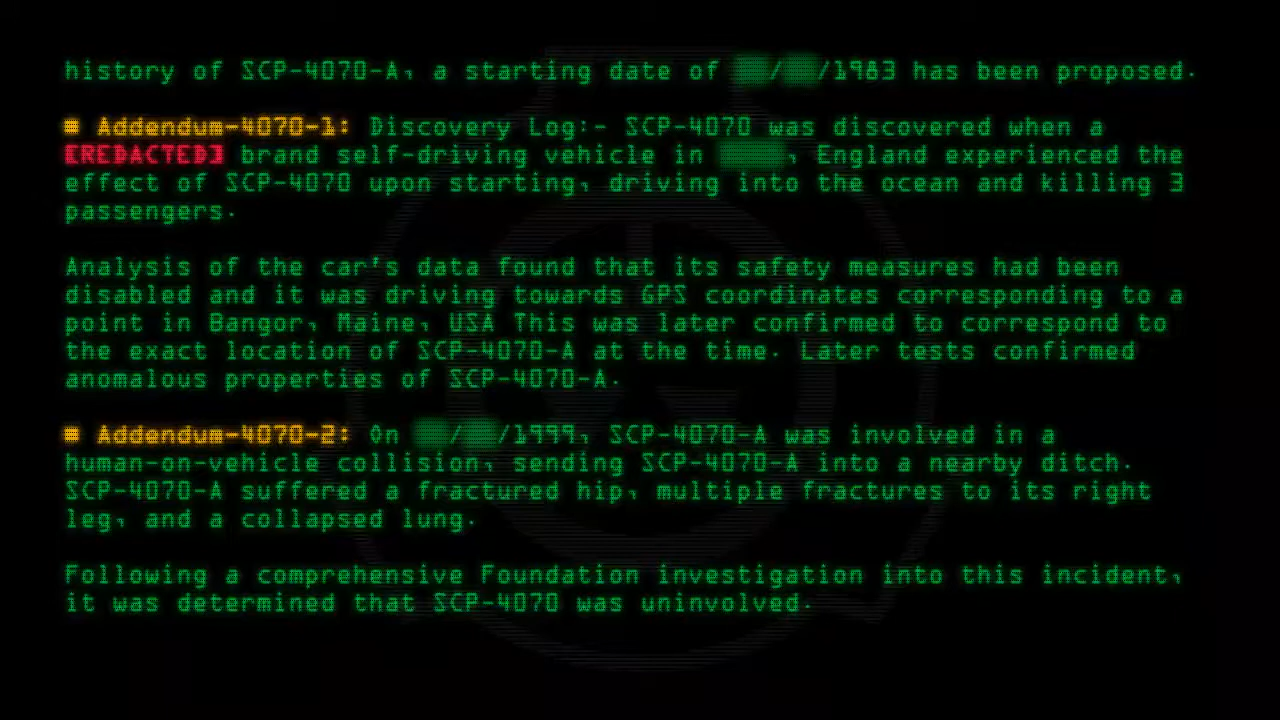 history of SCP-4070-A, a starting date of ██/██/1983 has been proposed.
■ Addendum-4070-1: Discovery Log:- SCP-4070 was discovered when a
[REDACTED] brand self-driving vehicle in ████, England experienced the
effect of SCP-4070 upon starting, driving into the ocean and killing 3
passengers.
Analysis of the car's data found that its safety measures had been
disabled and it was driving towards GPS coordinates corresponding to a
point in Bangor, Maine, USA This was later confirmed to correspond to
the exact location of SCP-4070-A at the time. Later tests confirmed
anomalous properties of SCP-4070-A.
■ Addendum-4070-2: On ██/██/1999, SCP-4070-A was involved in a
human-on-vehicle collision, sending SCP-4070-A into a nearby ditch.
SCP-4070-A suffered a fractured hip, multiple fractures to its right
leg, and a collapsed lung.
Following a comprehensive Foundation investigation into this incident,
it was determined that SCP-4070 was uninvolved.